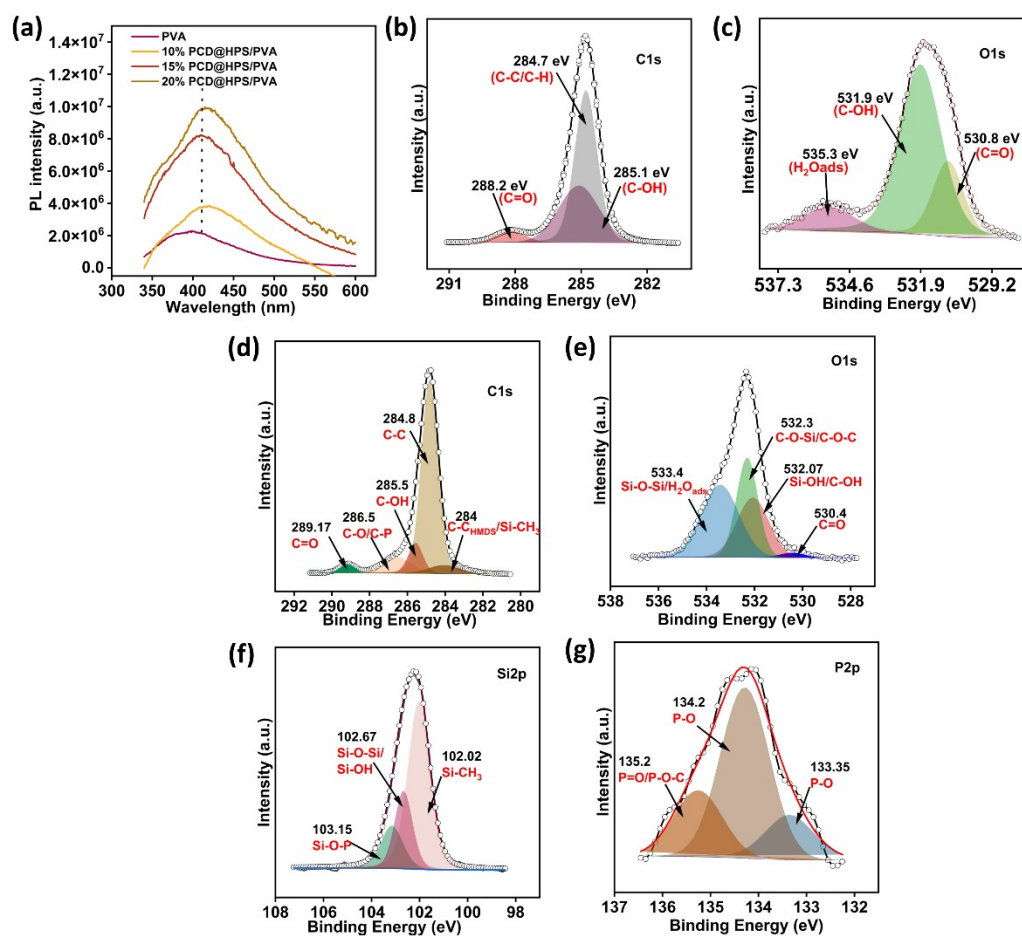 (a)
PVA
10% PCD@HPS/PVA
15% PCD@HPS/PVA
20% PCD@HPS/PVA
1.4×10⁷
1.2×10⁷
1.0×10⁷
8.0×10⁶
6.0×10⁶
4.0×10⁶
2.0×10⁶
0.0
PL intensity (a.u.)
300 350 400 450 500 550 600
Wavelength (nm)
(b)
C1s
284.7 eV
(C-C/C-H)
285.1 eV
(C-OH)
288.2 eV
(C=O)
Intensity (a.u.)
291 288 285 282
Binding Energy (eV)
(c)
O1s
531.9 eV
(C-OH)
530.8 eV
(C=O)
535.3 eV
(H₂Oads)
Intensity (a.u.)
537.3 534.6 531.9 529.2
Binding Energy (eV)
(d)
C1s
284.8
C-C
285.5
C-OH
286.5
C-O/C-P
289.17
C=O
284
C-C_HMDS/Si-CH₃
Intensity (a.u.)
292 290 288 286 284 282 280
Binding Energy (eV)
(e)
O1s
532.3
C-O-Si/C-O-C
533.4
Si-O-Si/H₂Oads
532.07
Si-OH/C-OH
530.4
C=O
Intensity (a.u.)
538 536 534 532 530 528
Binding Energy (eV)
(f)
Si2p
102.67
Si-O-Si/
Si-OH
102.02
Si-CH₃
103.15
Si-O-P
Intensity (a.u.)
108 106 104 102 100 98
Binding Energy (eV)
(g)
P2p
134.2
P-O
135.2
P=O/P-O-C
133.35
P-O
Intensity (a.u.)
137 136 135 134 133 132
Binding Energy (eV)